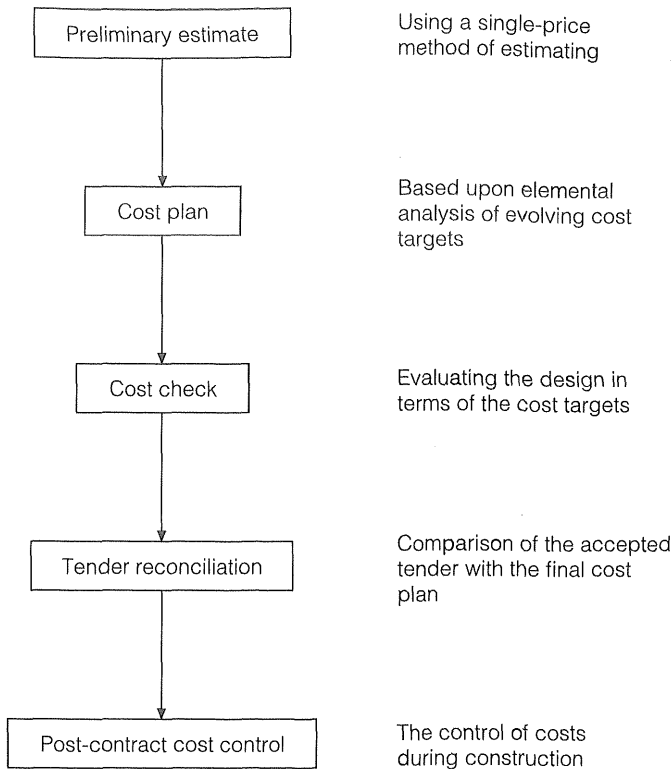 Preliminary estimate
Using a single-price
method of estimating
Cost plan
Based upon elemental
analysis of evolving cost
targets
Cost check
Evaluating the design in
terms of the cost targets
Tender reconciliation
Comparison of the accepted
tender with the final cost
plan
Post-contract cost control
The control of costs
during construction